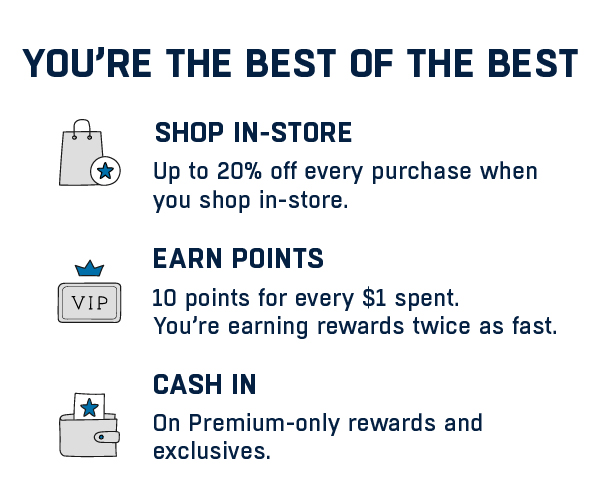 YOU'RE THE BEST OF THE BEST
SHOP IN-STORE
Up to 20% off every purchase when
you shop in-store.
EARN POINTS
VIP
10 points for every $1 spent.
You're earning rewards twice as fast.
CASH IN
On Premium-only rewards and
exclusives.